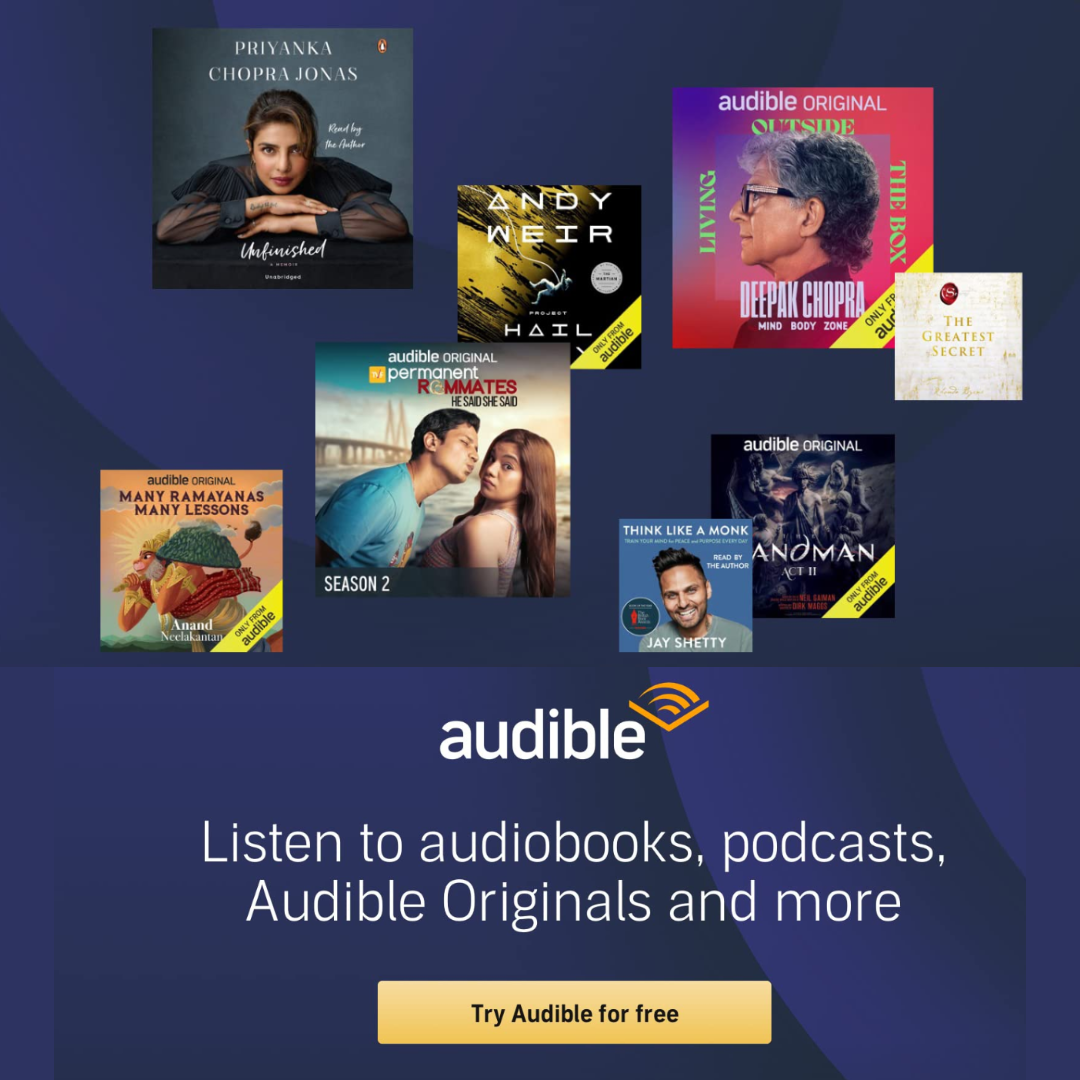 PRIYANKA
CHOPRA JONAS
Read by
the Author
Unfinished
A MEMOIR
Unabridged
ANDY
WEIR
THE MARTIAN
PROJECT
HAIL
ONLY FROM
audible
audible ORIGINAL
OUTSIDE
LIVING
THE BOX
DEEPAK CHOPRA
MIND BODY ZONE
ONLY FR
aud
THE
GREATEST
SECRET
audible ORIGINAL
permanent
ROOMMATES
HE SAID SHE SAID
SEASON 2
audible ORIGINAL
MANY RAMAYANAS
MANY LESSONS
Anand
Neelakantan
ONLY FROM
audible
THINK LIKE A MONK
TRAIN YOUR MIND for PEACE and PURPOSE EVERY DAY
READ BY
THE AUTHOR
JAY SHETTY
audible ORIGINAL
ANDMAN
ACT II
NEIL GAIMAN
DIRK MAGGS
ONLY FROM
audible
audible
Listen to audiobooks, podcasts,
Audible Originals and more
Try Audible for free